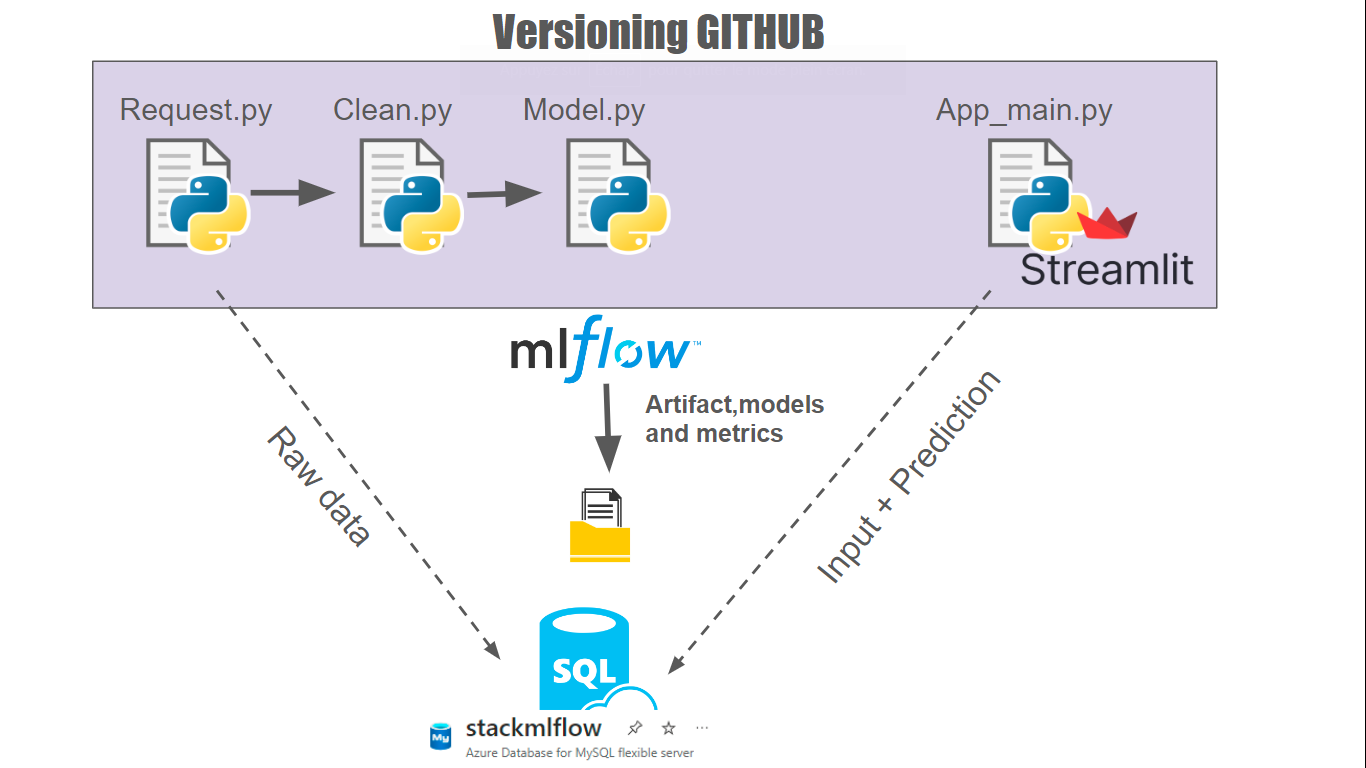 Versioning GITHUB
Request.py
Clean.py
Model.py
App_main.py
Streamlit
mlflow™
Artifact,models
and metrics
Raw data
Input + Prediction
SQL
stackmlflow
My
Azure Database for MySQL flexible server